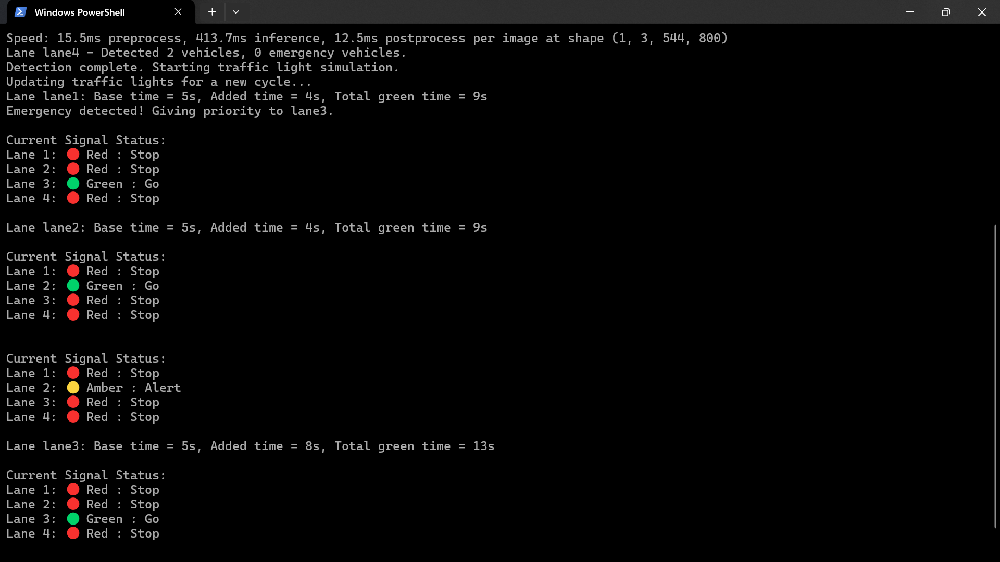 Windows PowerShell
Speed: 15.5ms preprocess, 413.7ms inference, 12.5ms postprocess per image at shape (1, 3, 544, 800)
Lane lane4 - Detected 2 vehicles, 0 emergency vehicles.
Detection complete. Starting traffic light simulation.
Updating traffic lights for a new cycle...
Lane lane1: Base time = 5s, Added time = 4s, Total green time = 9s
Emergency detected! Giving priority to lane3.
Current Signal Status:
Lane 1: 🔴 Red : Stop
Lane 2: 🔴 Red : Stop
Lane 3: 🟢 Green : Go
Lane 4: 🔴 Red : Stop
Lane lane2: Base time = 5s, Added time = 4s, Total green time = 9s
Current Signal Status:
Lane 1: 🔴 Red : Stop
Lane 2: 🟢 Green : Go
Lane 3: 🔴 Red : Stop
Lane 4: 🔴 Red : Stop
Current Signal Status:
Lane 1: 🔴 Red : Stop
Lane 2: 🟡 Amber : Alert
Lane 3: 🔴 Red : Stop
Lane 4: 🔴 Red : Stop
Lane lane3: Base time = 5s, Added time = 8s, Total green time = 13s
Current Signal Status:
Lane 1: 🔴 Red : Stop
Lane 2: 🔴 Red : Stop
Lane 3: 🟢 Green : Go
Lane 4: 🔴 Red : Stop